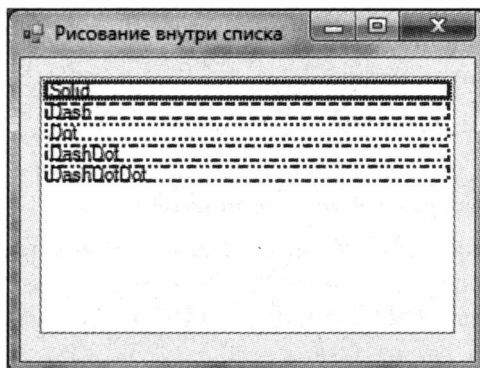 Рисование внутри списка
Solid
Dash
Dot
DashDot
DashDotDot